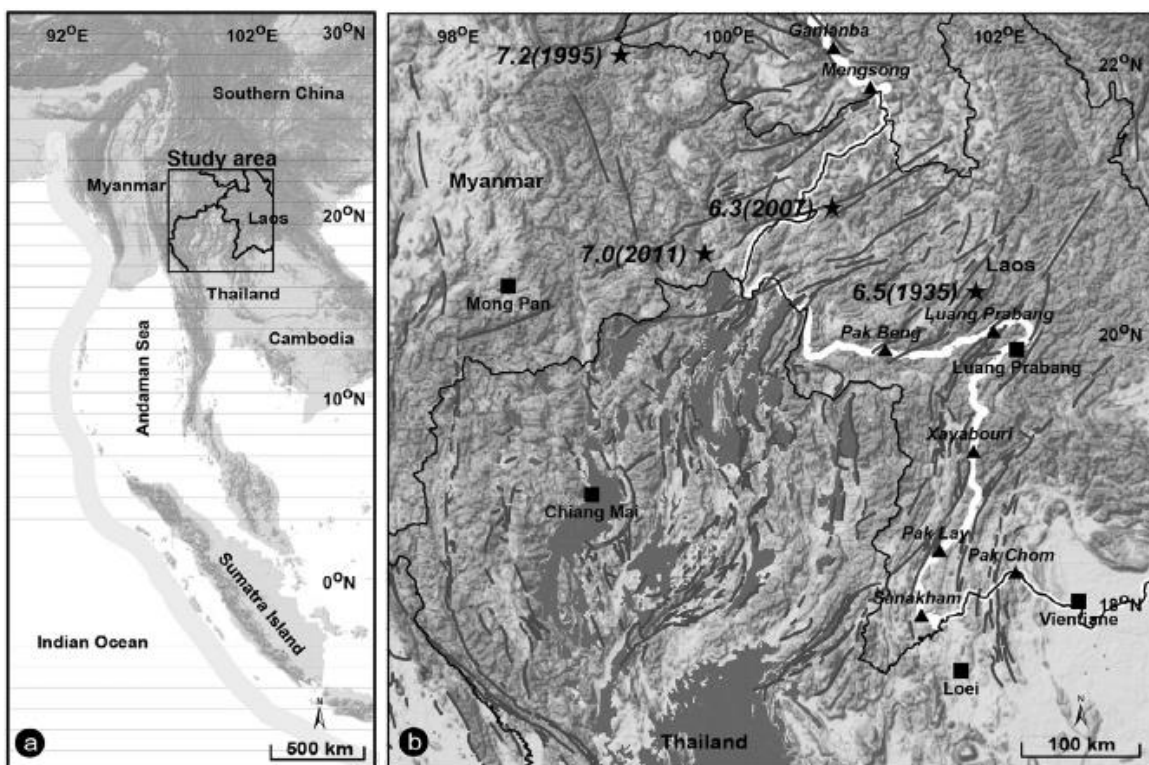 92°E
102°E
30°N
Southern China
Study area
Myanmar
Laos
20°N
Thailand
Cambodia
Andaman Sea
10°N
0°N
Sumatra Island
Indian Ocean
N
a
500 km
98°E
100°E
102°E
Ganlanba
7.2(1995)
Mengsong
22°N
Myanmar
6.3(2007)
7.0(2011)
Laos
Mong Pan
6.5(1935)
Luang Prabang
Pak Beng
20°N
Luang Prabang
Xayabouri
Chiang Mai
Pak Lay
Pak Chom
Sanakham
18°N
Vientiane
Loei
N
b
Thailand
100 km